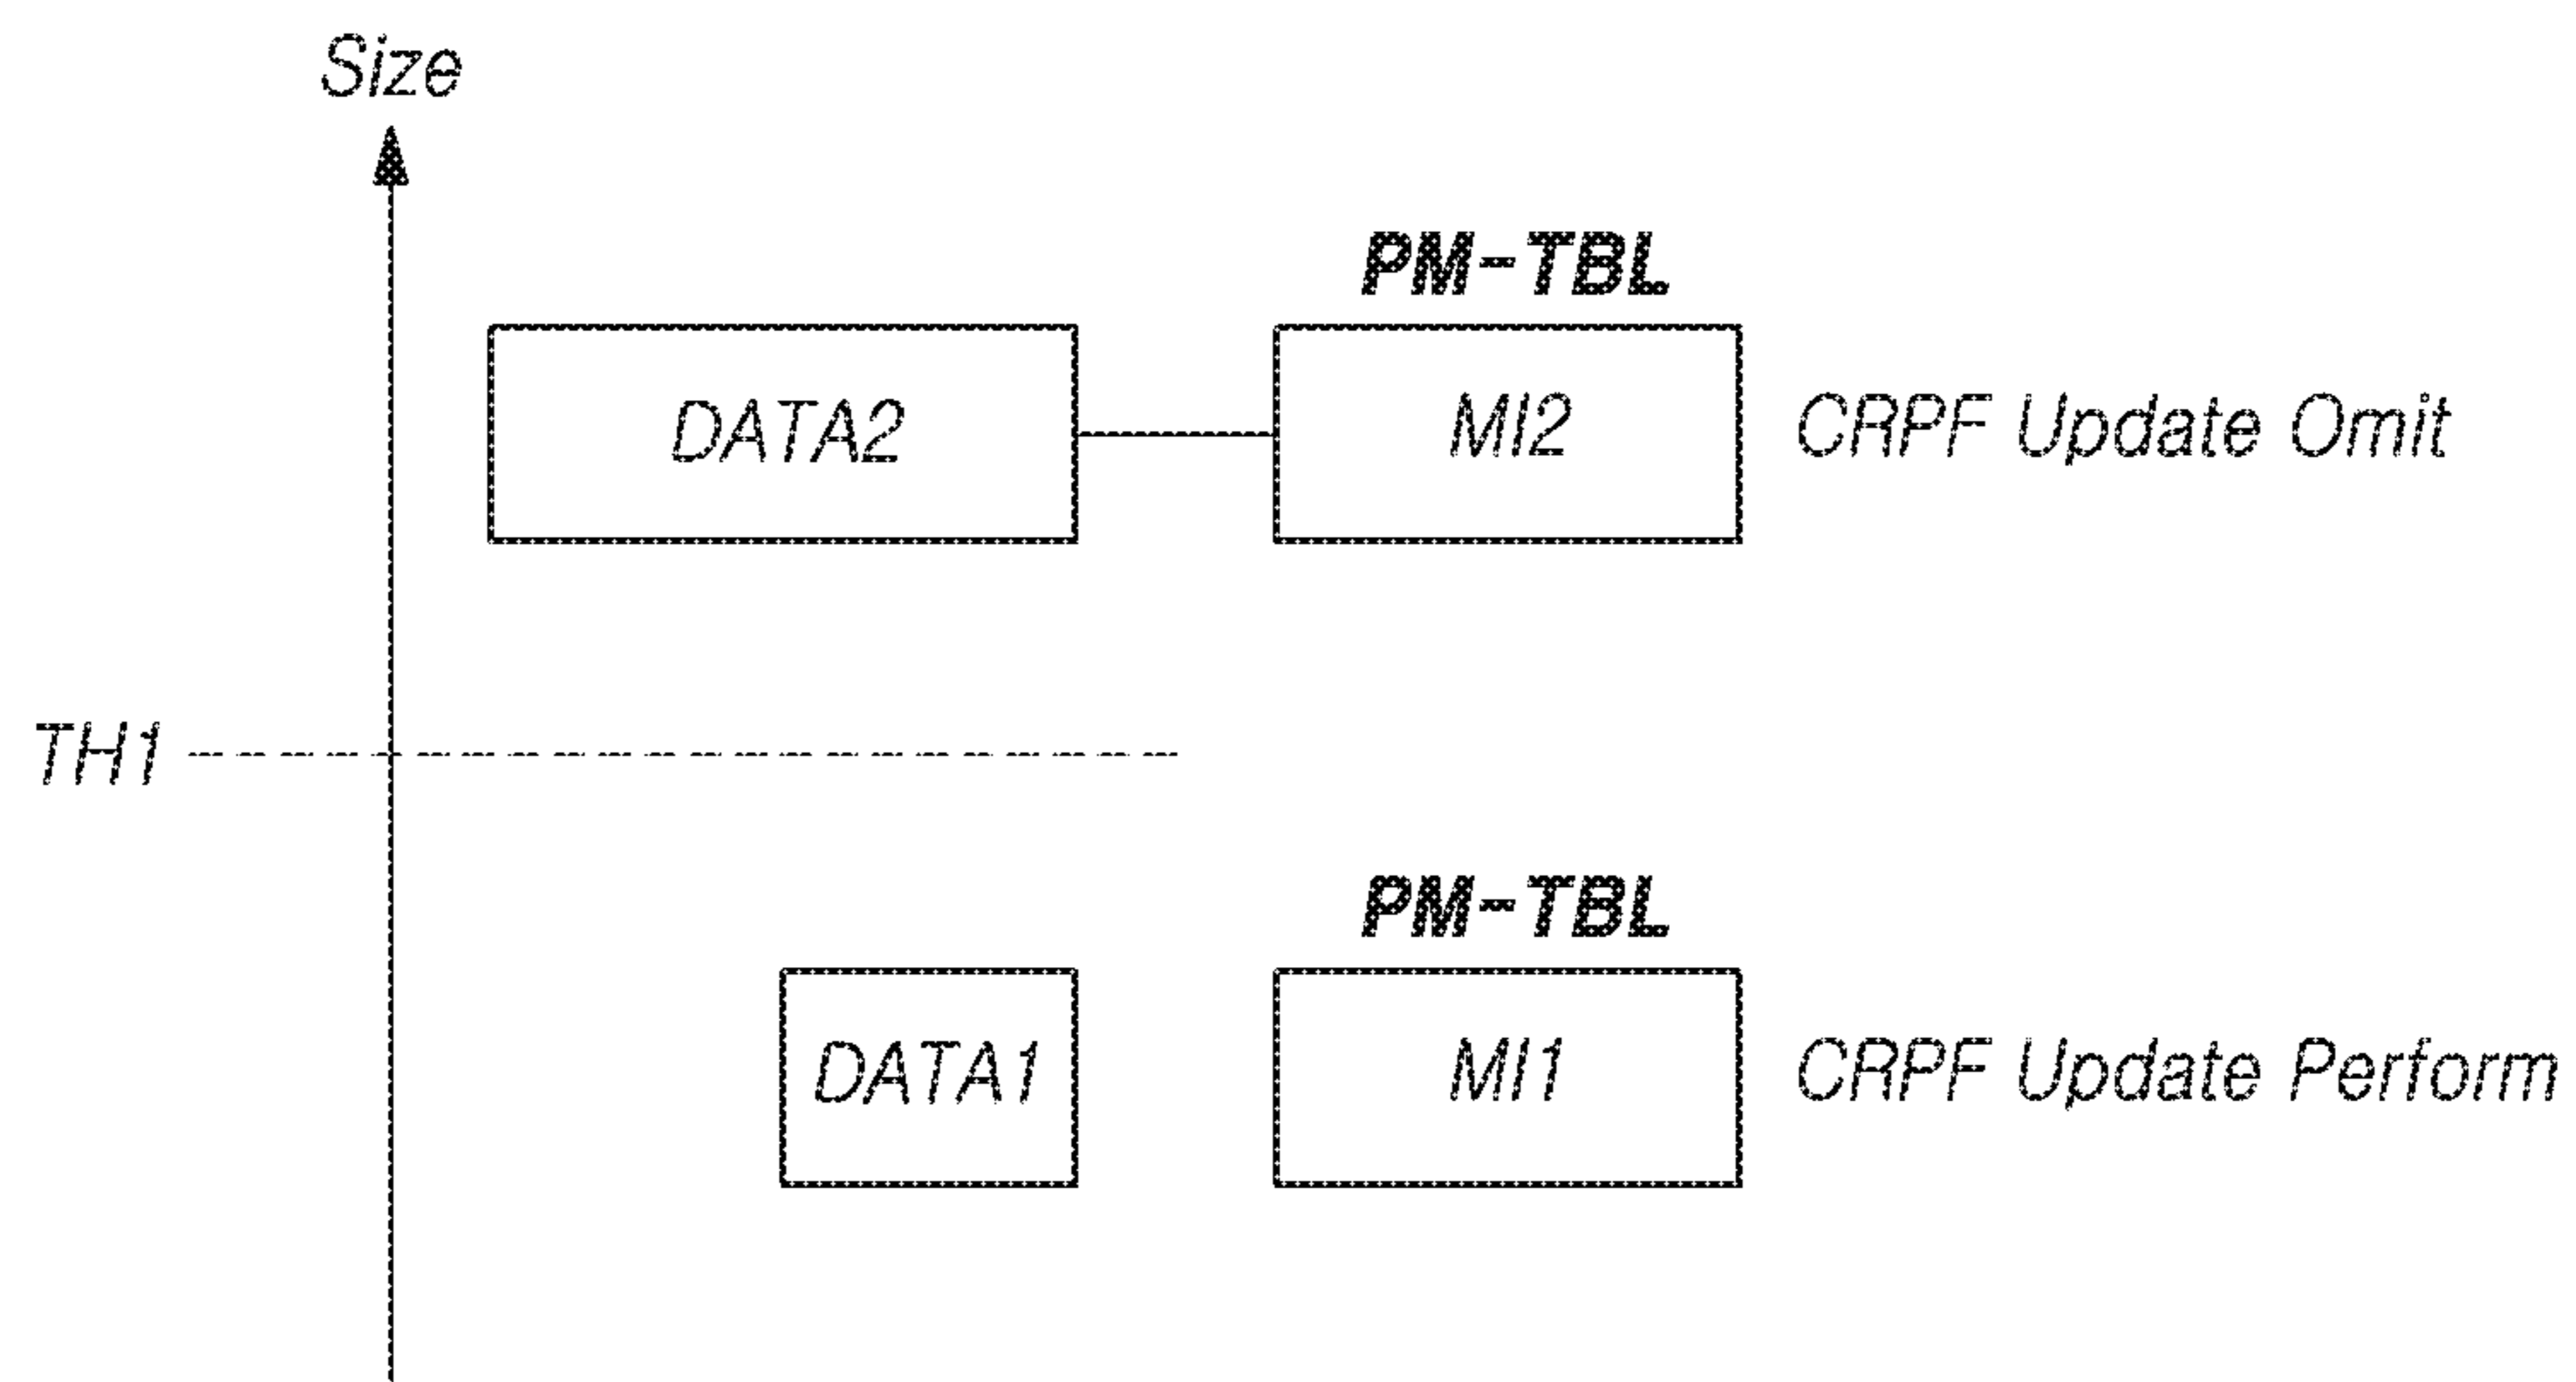 Size
PM-TBL
DATA2 MI2 CRPF Update Omit
TH1
PM-TBL
DATA1 MI1 CRPF Update Perform